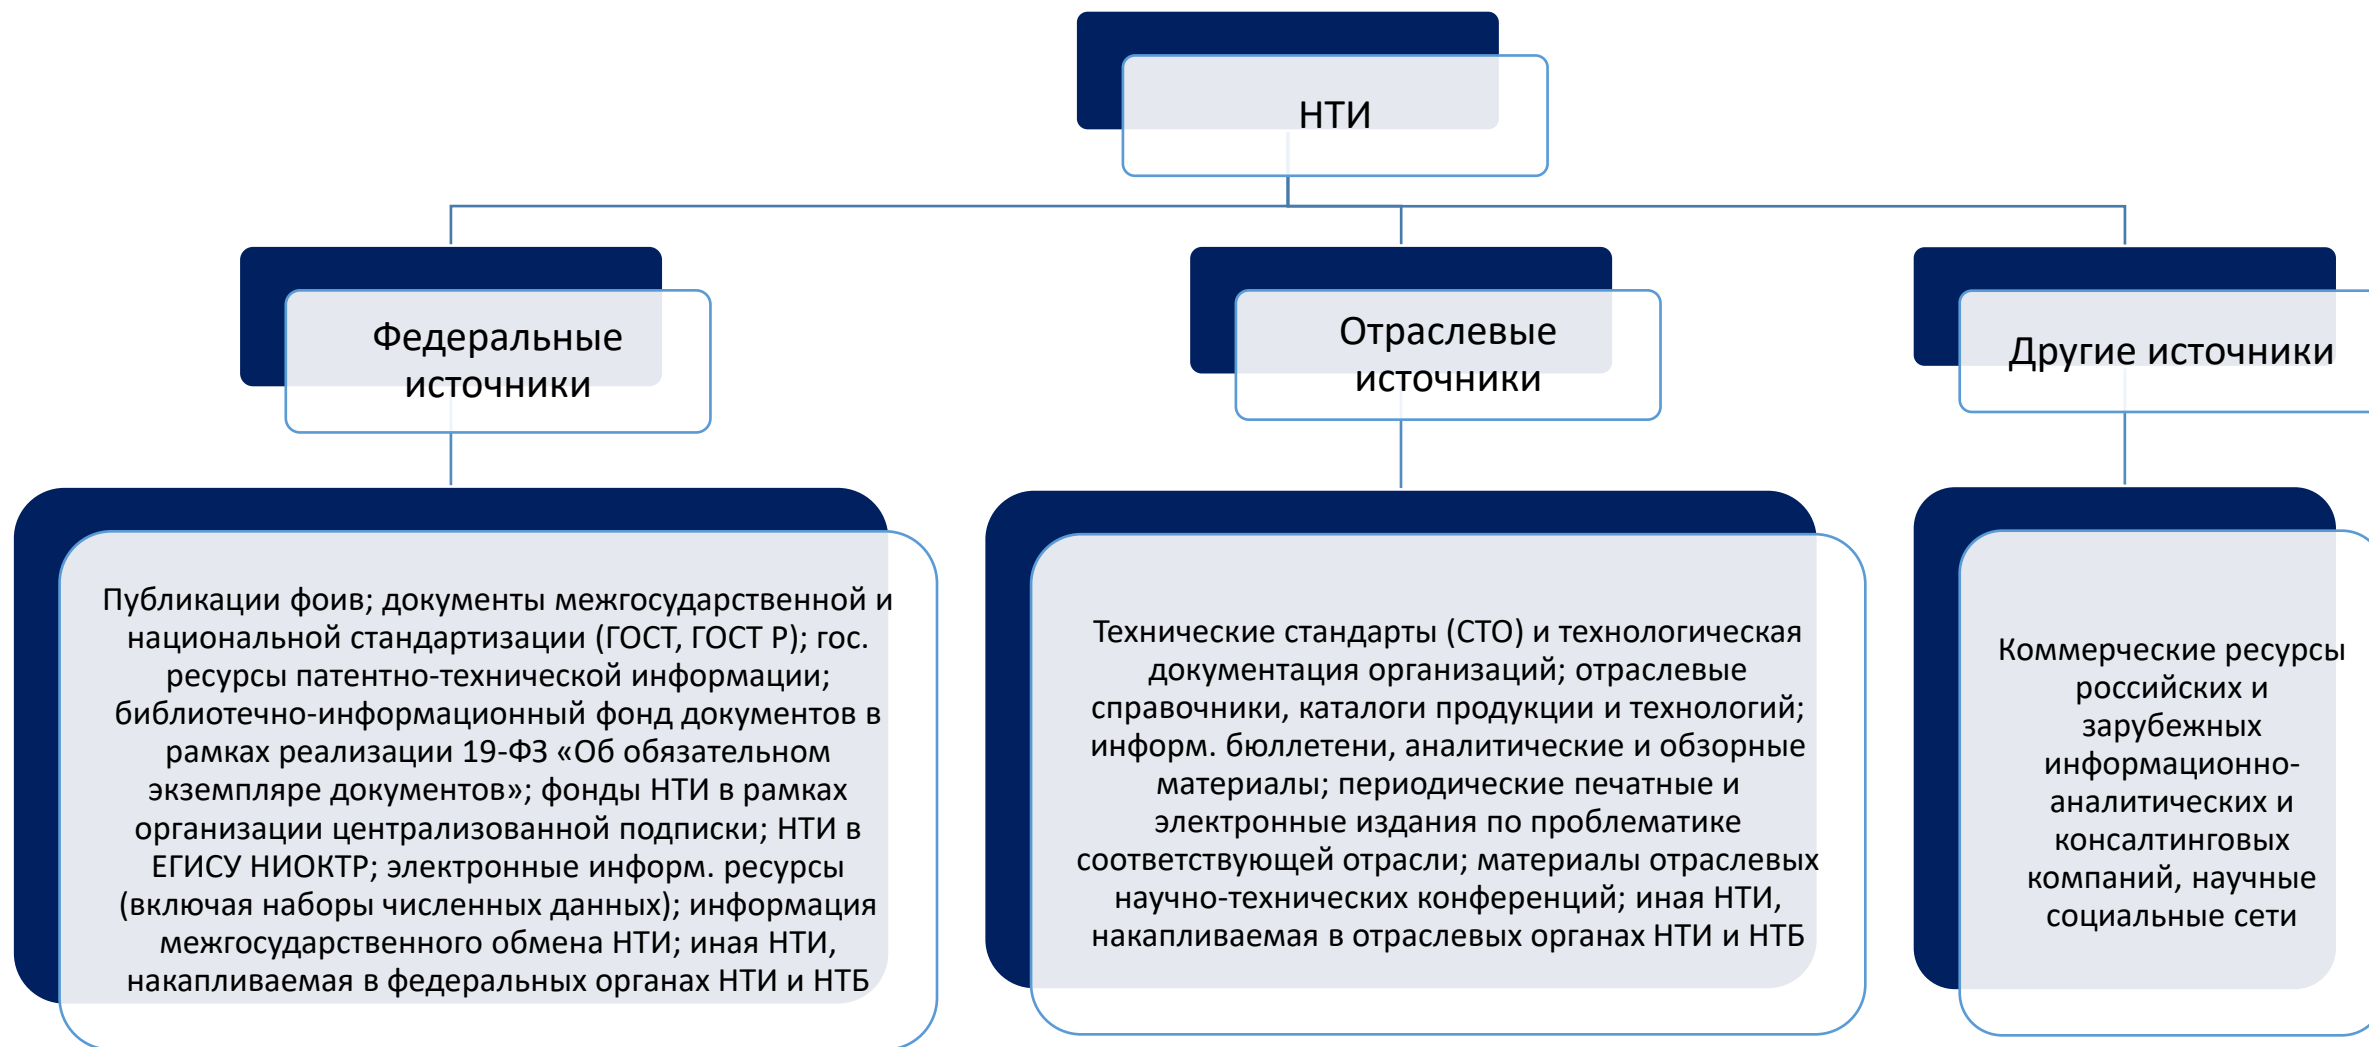 НТИ
Федеральные
источники
Отраслевые
источники
Другие источники
Публикации фоив; документы межгосударственной и
национальной стандартизации (ГОСТ, ГОСТ Р); гос.
ресурсы патентно-технической информации;
библиотечно-информационный фонд документов в
рамках реализации 19-ФЗ «Об обязательном
экземпляре документов»; фонды НТИ в рамках
организации централизованной подписки; НТИ в
ЕГИСУ НИОКТР; электронные информ. ресурсы
(включая наборы численных данных); информация
межгосударственного обмена НТИ; иная НТИ,
накапливаемая в федеральных органах НТИ и НТБ
Технические стандарты (СТО) и технологическая
документация организаций; отраслевые
справочники, каталоги продукции и технологий;
информ. бюллетени, аналитические и обзорные
материалы; периодические печатные и
электронные издания по проблематике
соответствующей отрасли; материалы отраслевых
научно-технических конференций; иная НТИ,
накапливаемая в отраслевых органах НТИ и НТБ
Коммерческие ресурсы
российских и
зарубежных
информационно-
аналитических и
консалтинговых
компаний, научные
социальные сети